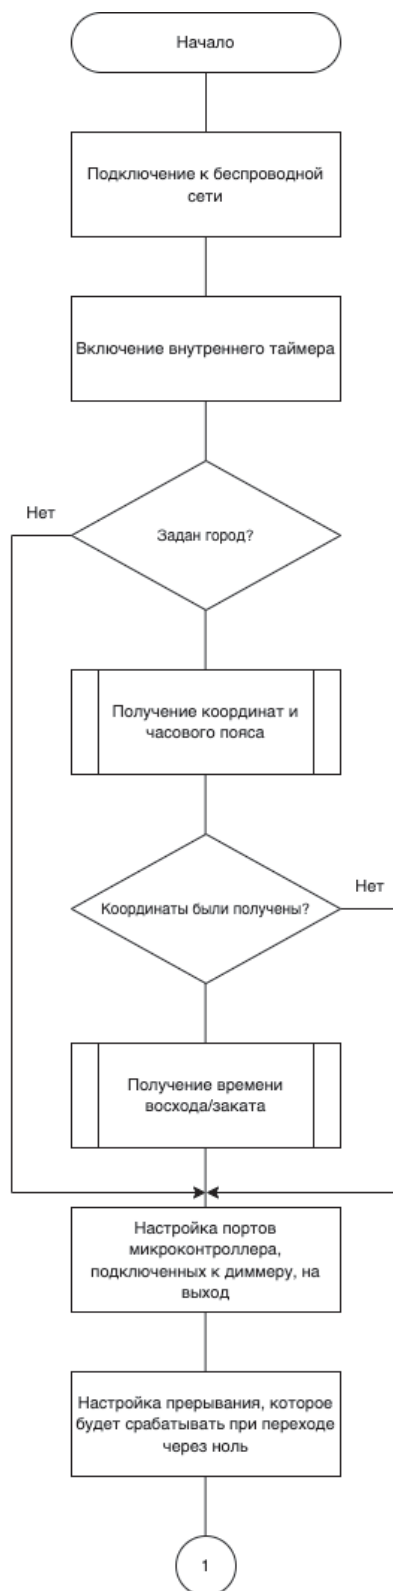 Начало
Подключение к беспроводной
сети
Включение внутреннего таймера
Нет
Задан город?
Получение координат и
часового пояса
Нет
Координаты были получены?
Получение времени
восхода/заката
Настройка портов
микроконтроллера,
подключенных к диммеру, на
выход
Настройка прерывания, которое
будет срабатывать при переходе
через ноль
1